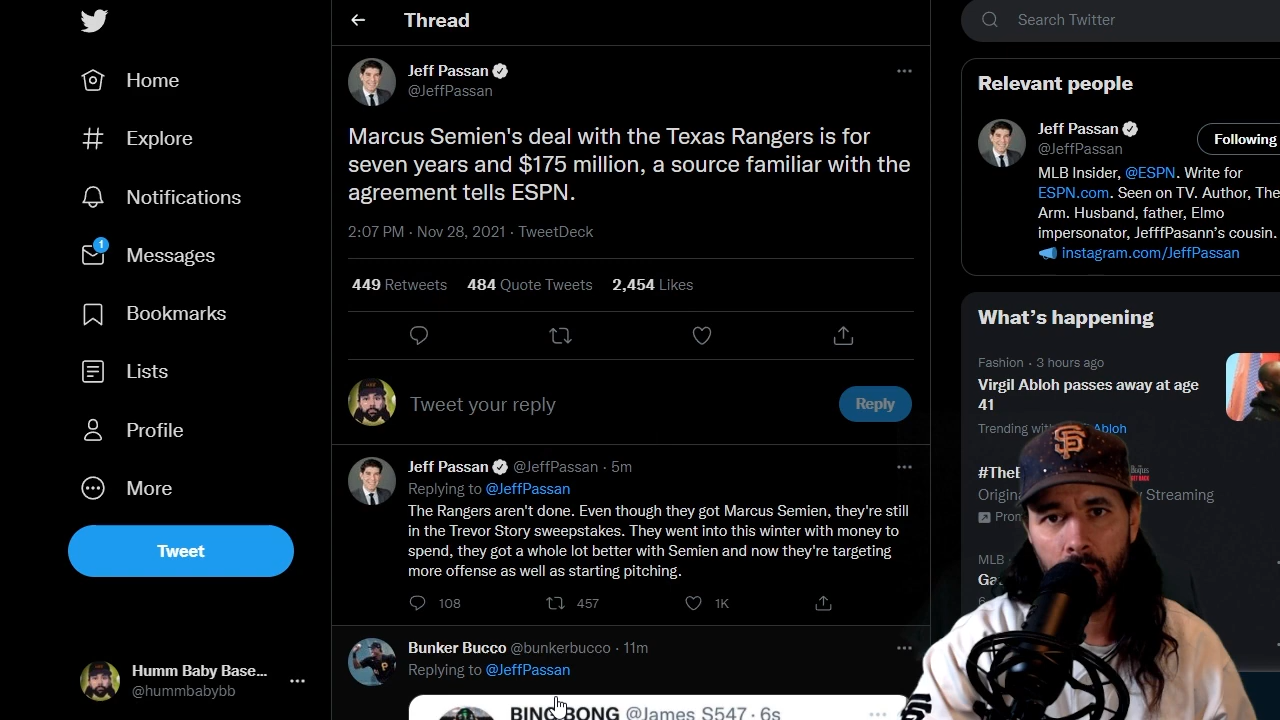 Home
Explore
Notifications
1
Messages
Bookmarks
Lists
Profile
More
Tweet
Humm Baby Base...
@hummbabybb
Thread
Jeff Passan
@JeffPassan
Marcus Semien's deal with the Texas Rangers is for
seven years and $175 million, a source familiar with the
agreement tells ESPN.
2:07 PM · Nov 28, 2021 · TweetDeck
449 Retweets 484 Quote Tweets 2,454 Likes
Tweet your reply
Reply
Jeff Passan @JeffPassan · 5m
Replying to @JeffPassan
The Rangers aren't done. Even though they got Marcus Semien, they're still
in the Trevor Story sweepstakes. They went into this winter with money to
spend, they got a whole lot better with Semien and now they're targeting
more offense as well as starting pitching.
108 457 1K
Bunker Bucco @bunkerbucco · 11m
Replying to @JeffPassan
BING BONG @James_S547 · 6s
Search Twitter
Relevant people
Jeff Passan
@JeffPassan
Following
MLB Insider, @ESPN. Write for
ESPN.com. Seen on TV. Author, The
Arm. Husband, father, Elmo
impersonator, JefffPasann's cousin.
instagram.com/JeffPassan
What's happening
Fashion · 3 hours ago
Virgil Abloh passes away at age
41
Trending Abloh
Streaming
MLB
SF